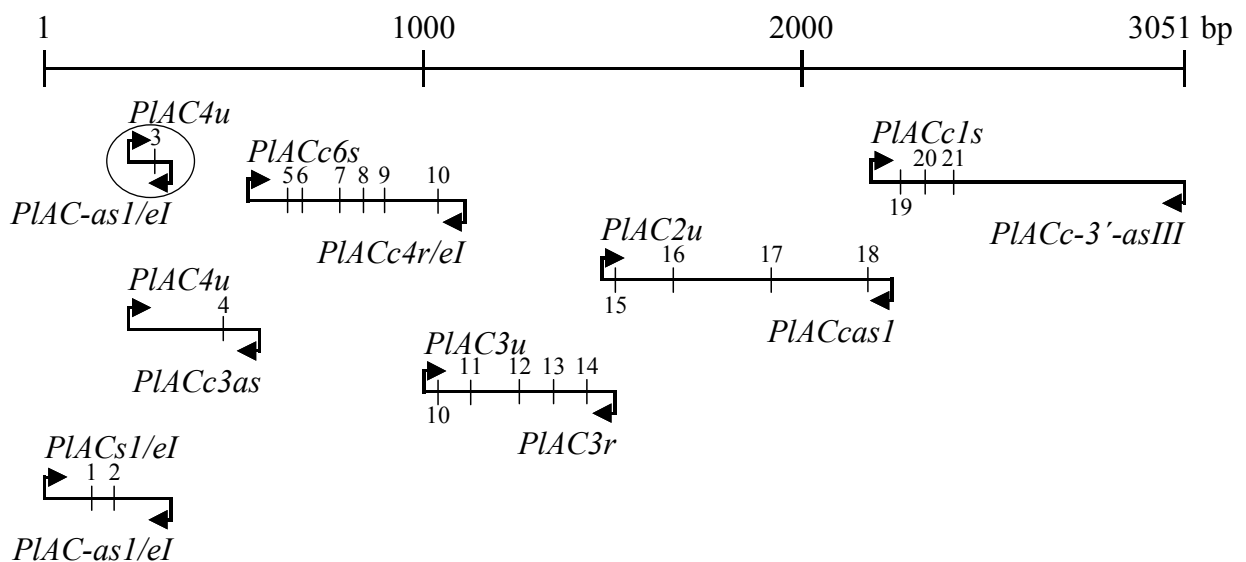 1 1000 2000 3051 bp
PlAC4u
3
PlAC-as1/eI
PlACc6s
5 6 7 8 9 10
PlACc4r/eI
PlACc1s
20 21
19
PlACc-3´-asIII
PlAC4u
4
PlACc3as
PlAC2u
16 17 18
15
PlACcas1
PlAC3u
11 12 13 14
10
PlAC3r
PlACs1/eI
1 2
PlAC-as1/eI